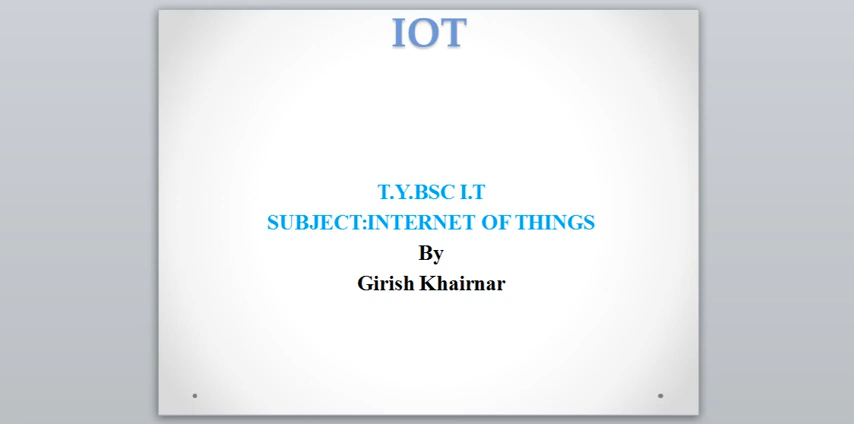 IOT
T.Y.BSC I.T
SUBJECT:INTERNET OF THINGS
By
Girish Khairnar